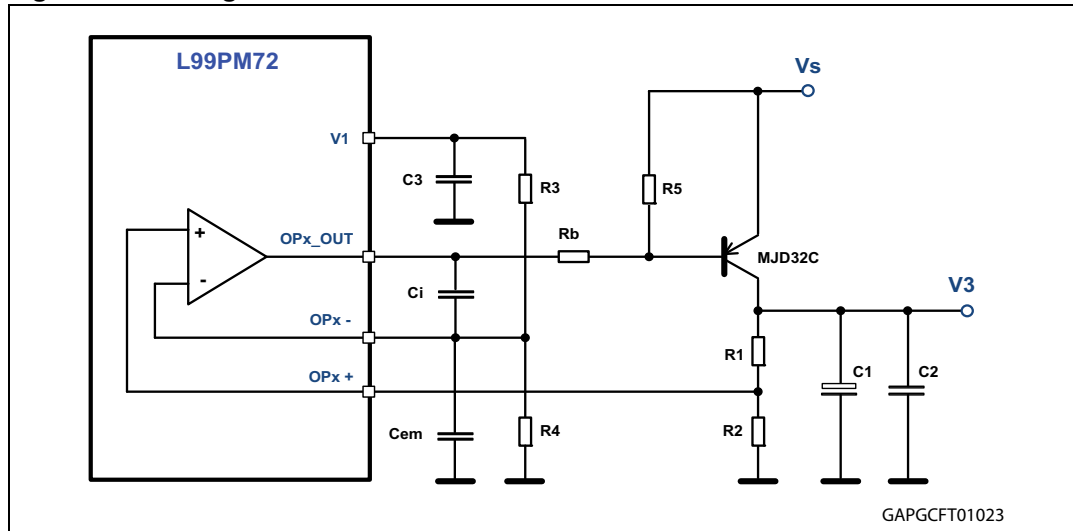 L99PM72
Vs
V1
C3
R3
R5
OPx_OUT
Rb
MJD32C
+
-
Ci
V3
OPx -
R1
C1
C2
OPx +
Cem
R4
R2
GAPGCFT01023